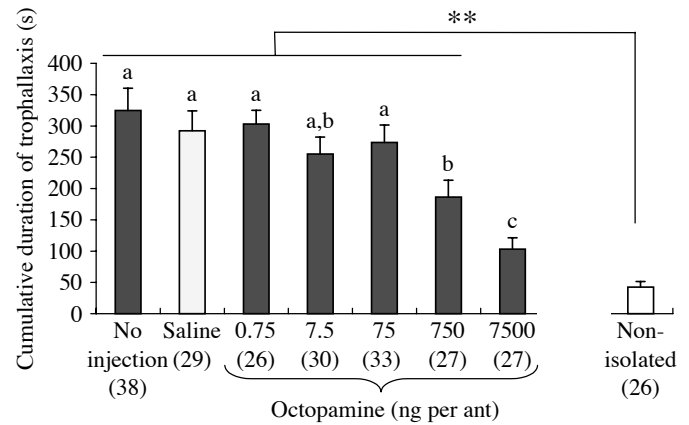 **
Cumulative duration of trophallaxis (s)
400
350
300
250
200
150
100
50
0
a
a
a
a,b
a
b
c
No Saline 0.75 7.5 75 750 7500 Non-
injection (29) (26) (30) (33) (27) (27) isolated
(38) (26)
Octopamine (ng per ant)